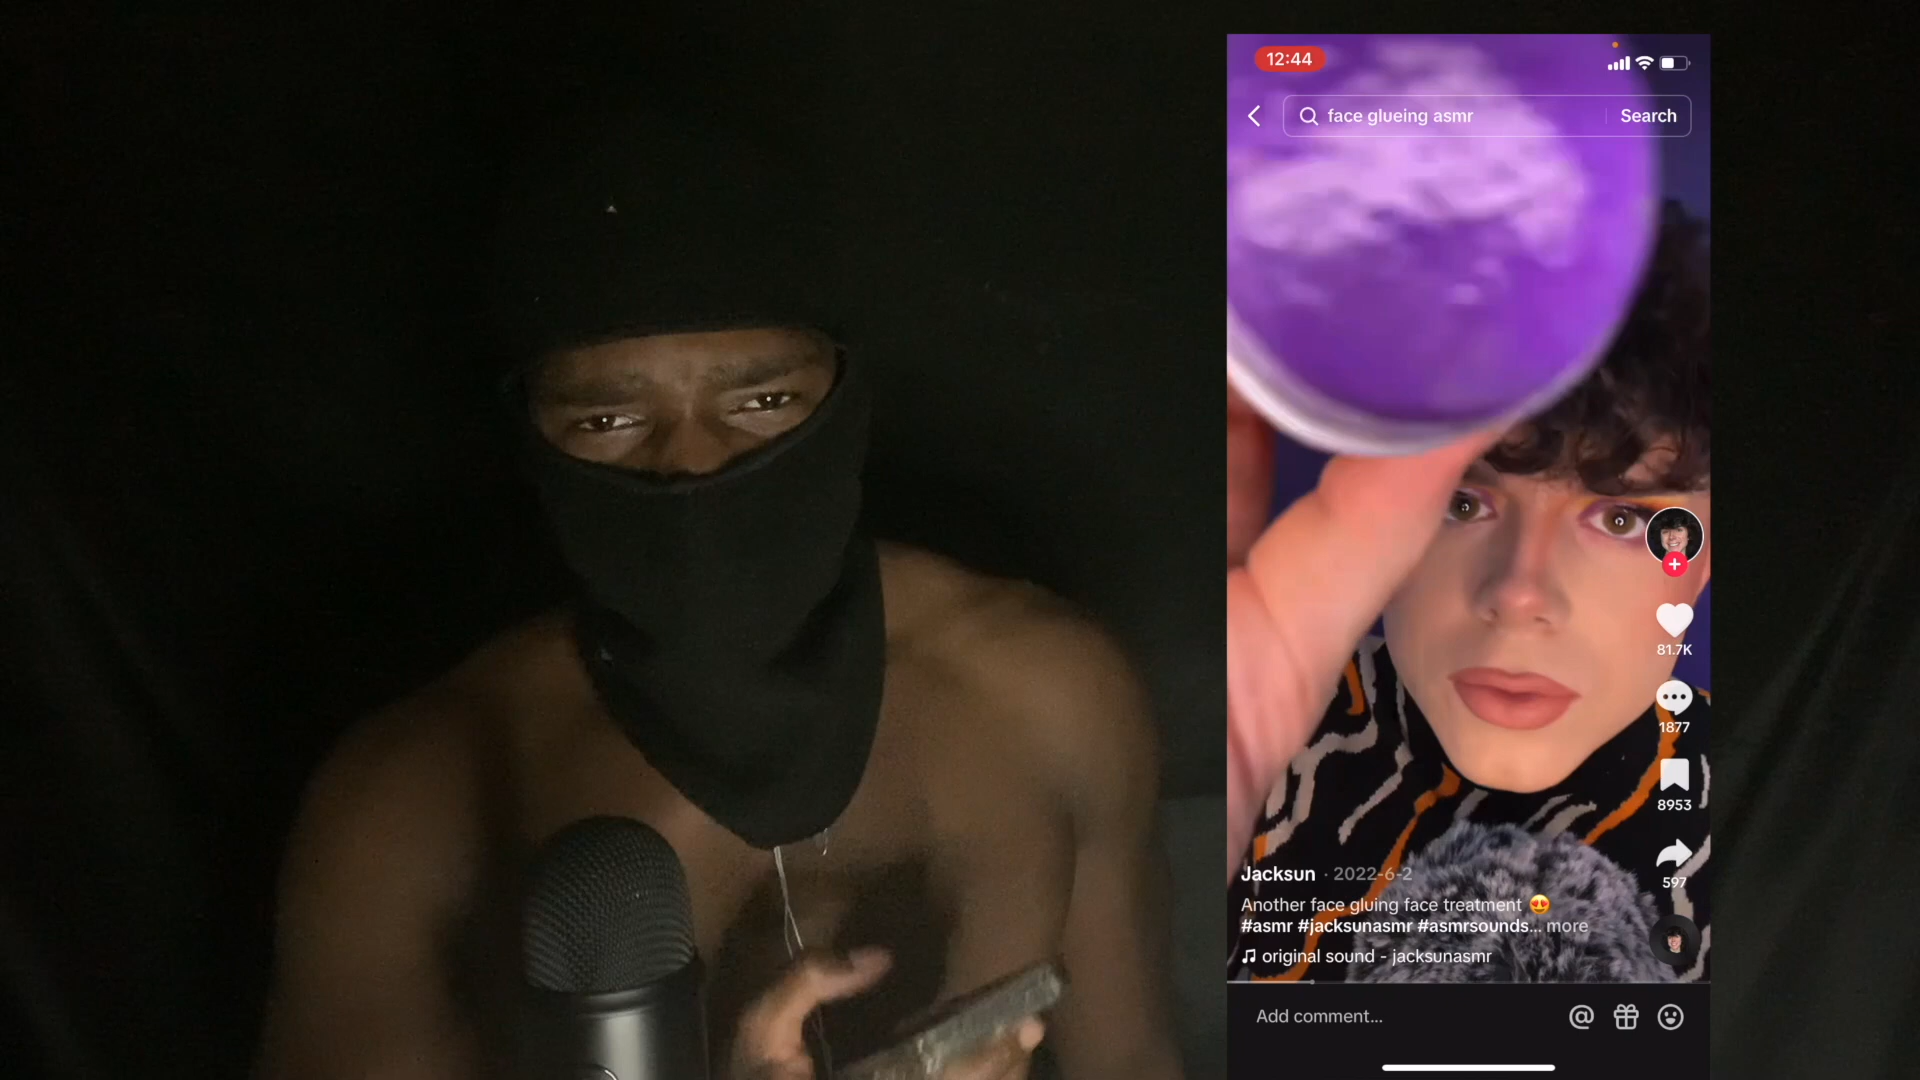 12:44
face glueing asmr
Search
81.7K
1877
8953
597
Jacksun · 2022-6-2
Another face gluing face treatment 😍
#asmr #jacksunasmr #asmrsounds... more
original sound - jacksunasmr
Add comment...